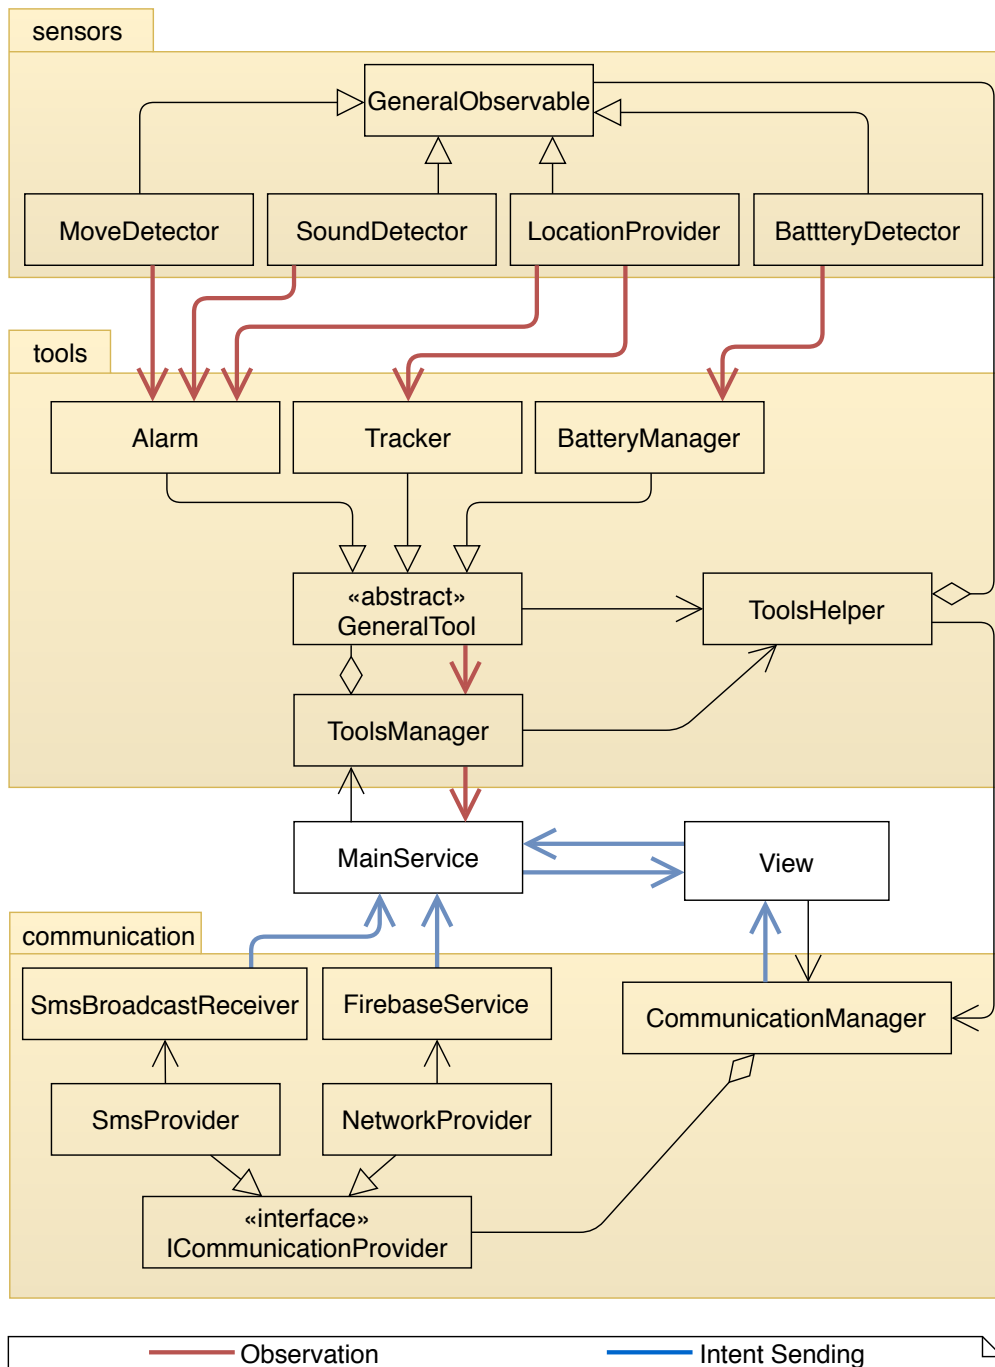 sensors
GeneralObservable
MoveDetector
SoundDetector
LocationProvider
BattteryDetector
tools
Alarm
Tracker
BatteryManager
«abstract»
GeneralTool
ToolsHelper
ToolsManager
MainService
View
communication
SmsBroadcastReceiver
FirebaseService
CommunicationManager
SmsProvider
NetworkProvider
«interface»
ICommunicationProvider
Observation
Intent Sending